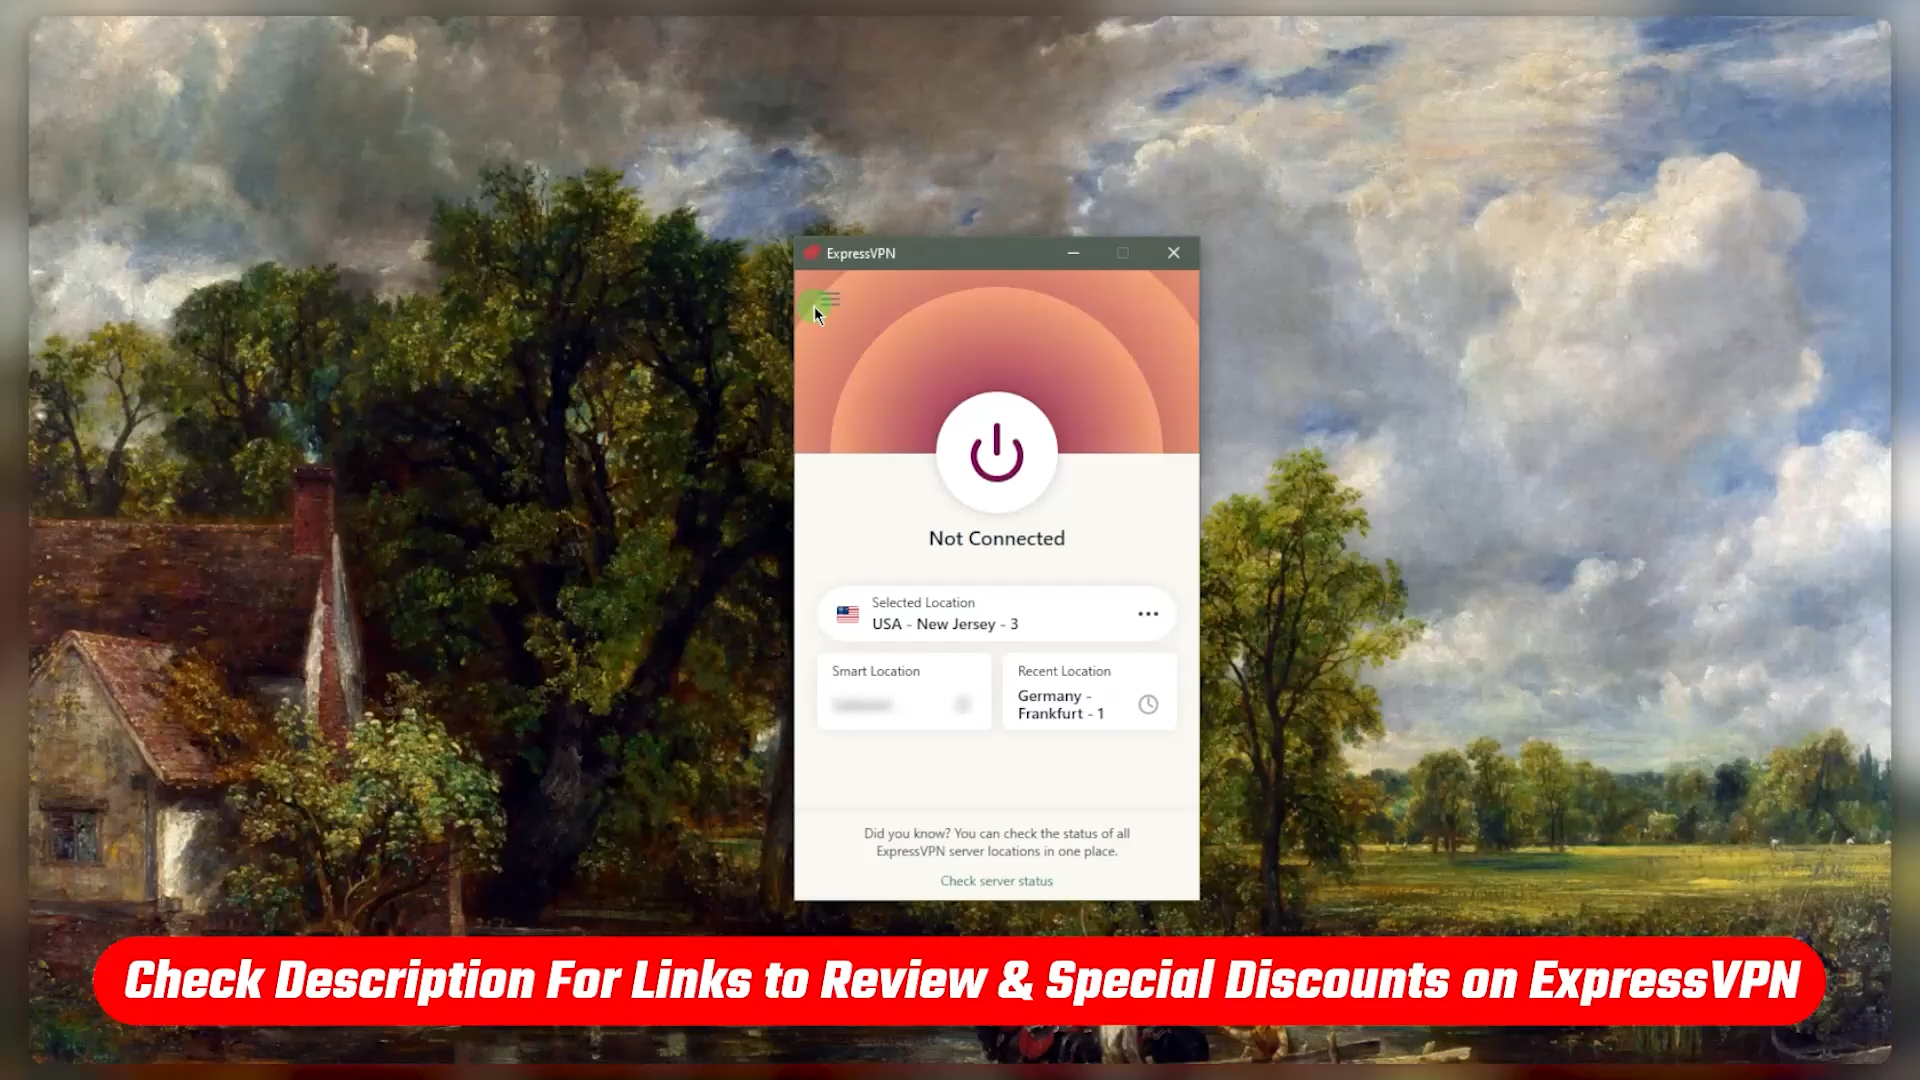 ExpressVPN
Not Connected
Selected Location
USA - New Jersey - 3
Smart Location
Recent Location
Germany -
Frankfurt - 1
Did you know? You can check the status of all
ExpressVPN server locations in one place.
Check server status
Check Description For Links to Review & Special Discounts on ExpressVPN